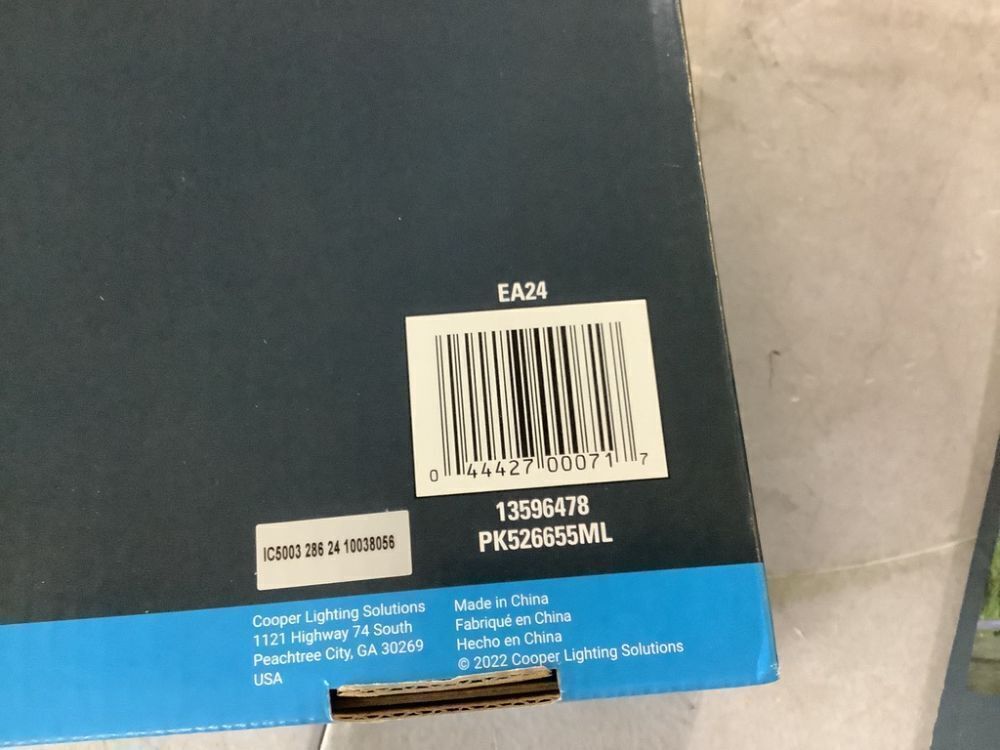 EA24
0 44427 00071 7
13596478
PK526655ML
IC5003 286 24 10038056
Cooper Lighting Solutions
1121 Highway 74 South
Peachtree City, GA 30269
USA
Made in China
Fabriqué en China
Hecho en China
© 2022 Cooper Lighting Solutions